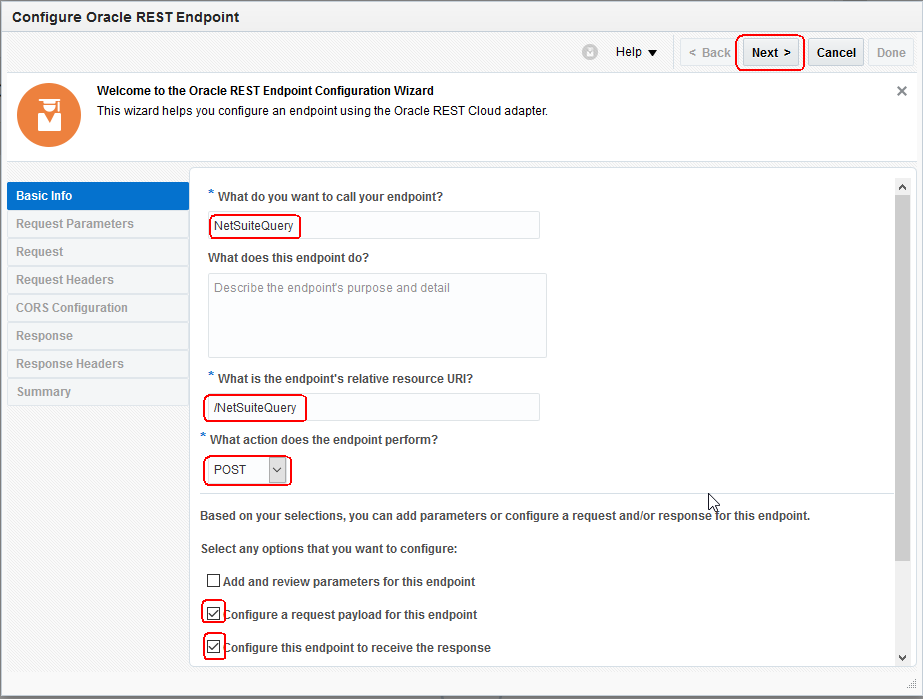 Configure Oracle REST Endpoint
Help
< Back
Next >
Cancel
Done
Welcome to the Oracle REST Endpoint Configuration Wizard
This wizard helps you configure an endpoint using the Oracle REST Cloud adapter.
Basic Info
Request Parameters
Request
Request Headers
CORS Configuration
Response
Response Headers
Summary
* What do you want to call your endpoint?
NetSuiteQuery
What does this endpoint do?
Describe the endpoint's purpose and detail
* What is the endpoint's relative resource URI?
/NetSuiteQuery
* What action does the endpoint perform?
POST
Based on your selections, you can add parameters or configure a request and/or response for this endpoint.
Select any options that you want to configure:
Add and review parameters for this endpoint
Configure a request payload for this endpoint
Configure this endpoint to receive the response